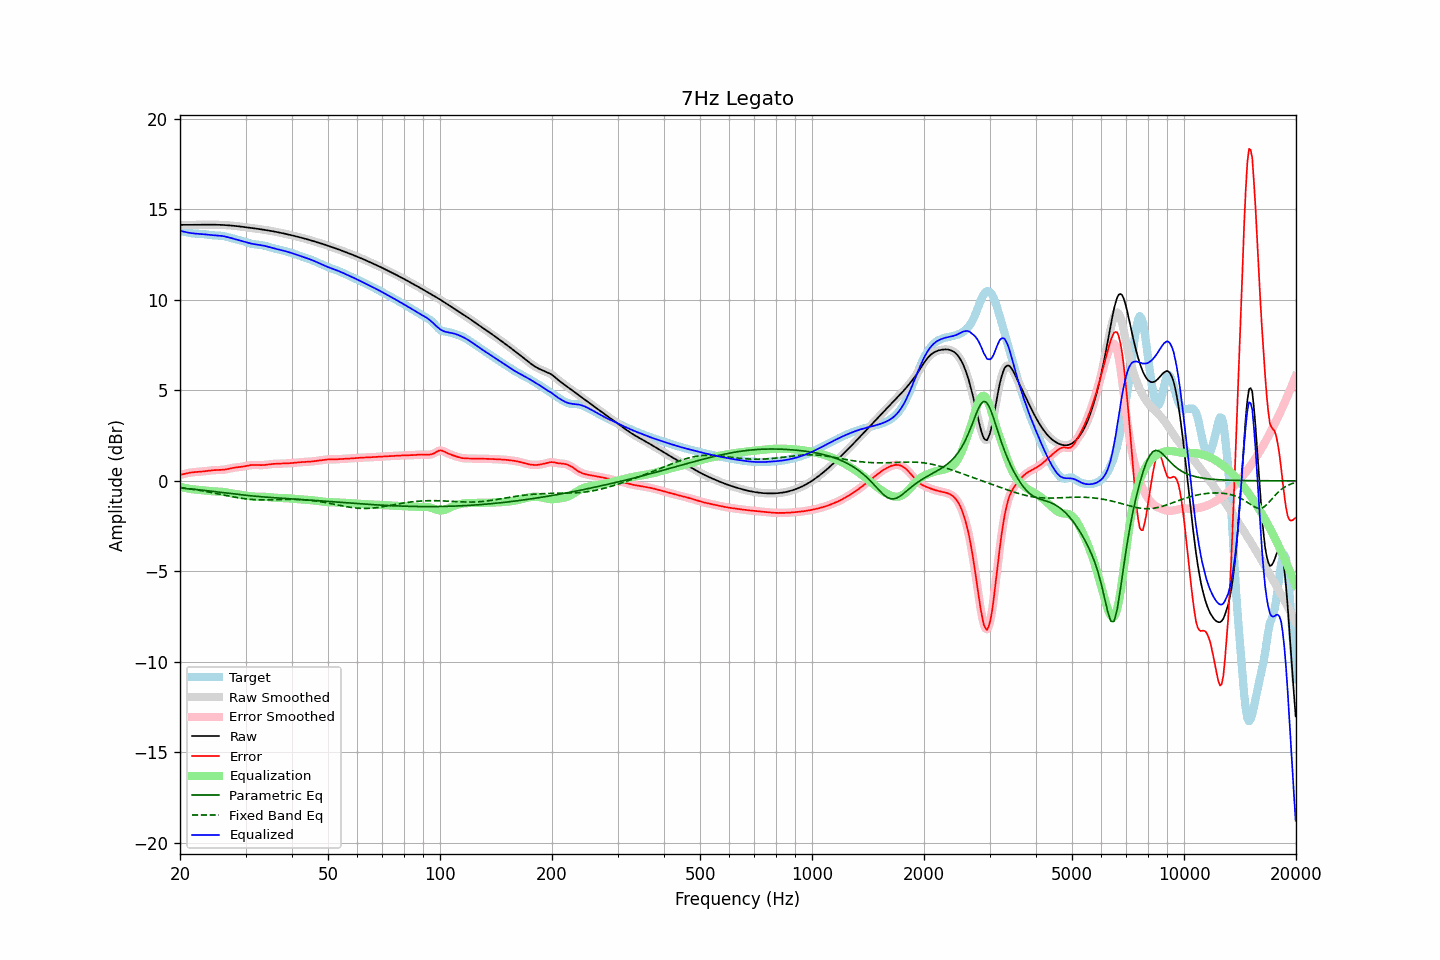 7Hz Legato
Amplitude (dBr)
20
15
10
5
0
−5
−10
−15
−20
Target
Raw Smoothed
Error Smoothed
Raw
Error
Equalization
Parametric Eq
Fixed Band Eq
Equalized
20 50 100 200 500 1000 2000 5000 10000 20000
Frequency (Hz)